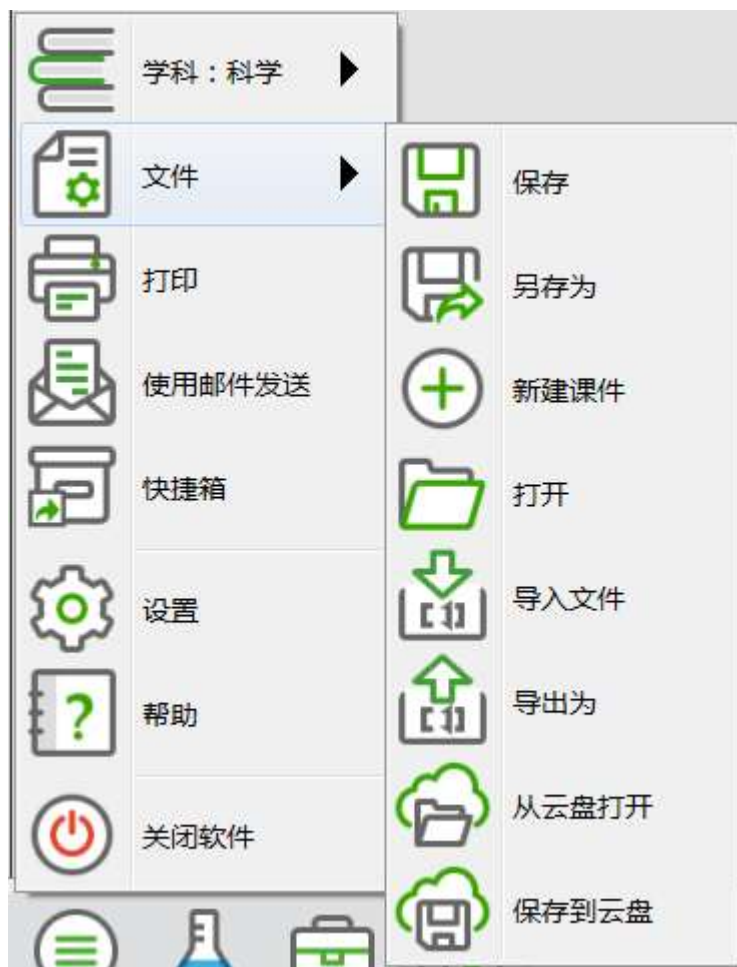 学科：科学
文件
打印
使用邮件发送
快捷箱
设置
帮助
关闭软件
保存
另存为
新建课件
打开
导入文件
导出为
从云盘打开
保存到云盘